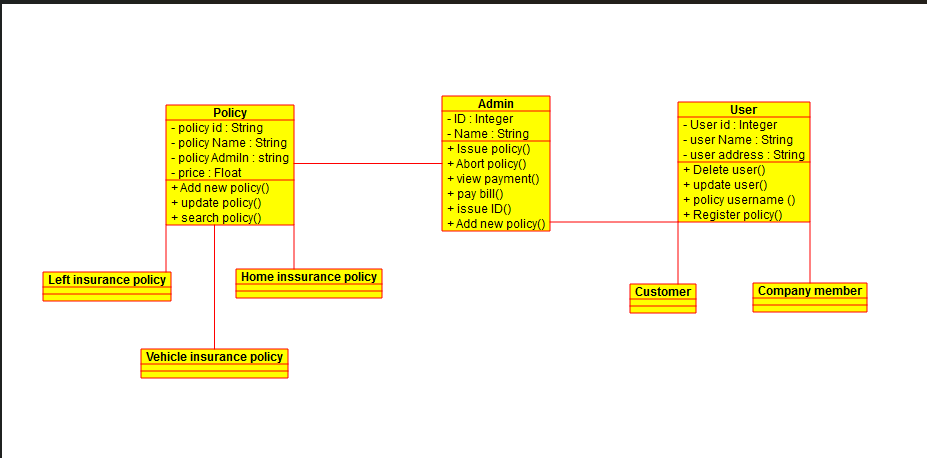 Policy
- policy id : String
- policy Name : String
- policy AdmiIn : string
- price : Float
+ Add new policy()
+ update policy()
+ search policy()
Admin
- ID : Integer
- Name : String
+ Issue policy()
+ Abort policy()
+ view payment()
+ pay bill()
+ issue ID()
+ Add new policy()
User
- User id : Integer
- user Name : String
- user address : String
+ Delete user()
+ update user()
+ policy username ()
+ Register policy()
Left insurance policy
Home inssurance policy
Vehicle insurance policy
Customer
Company member